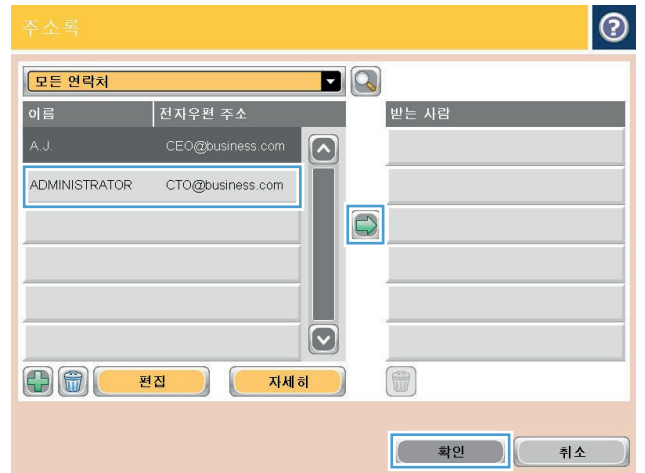 주소록
모든 연락처
이름 전자우편 주소 받는 사람
A.J. CEO@business.com
ADMINISTRATOR CTO@business.com
편집 자세히
확인 취소